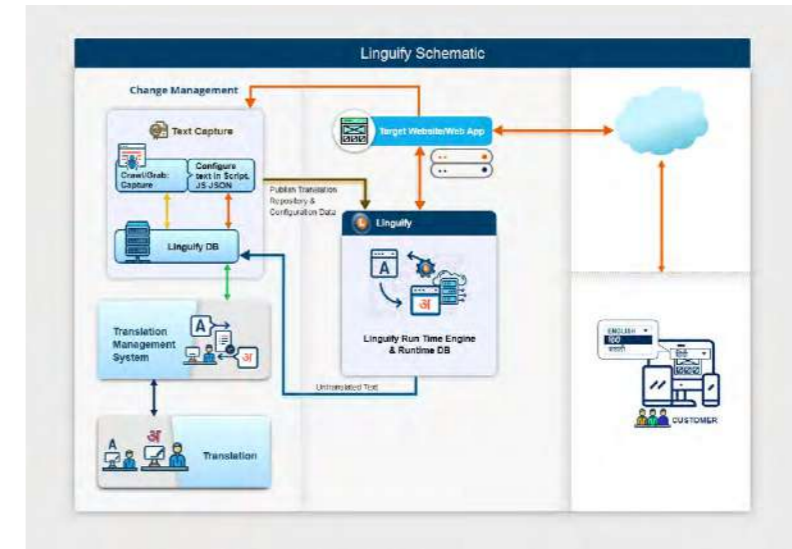 Linguify Schematic
Change Management
Text Capture
Crawl/Grab:
Capture
Configure
text in Script,
JS JSON
Linguify DB
Publish Translation
Repository &
Configuration Data
Target Website/Web App
Linguify
A
अ
Linguify Run Time Engine
& Runtime DB
Untranslated Text
Translation
Management
System
A
अ
A
अ
Translation
ENGLISH
हिंदी
मराठी
हिंदी
CUSTOMER